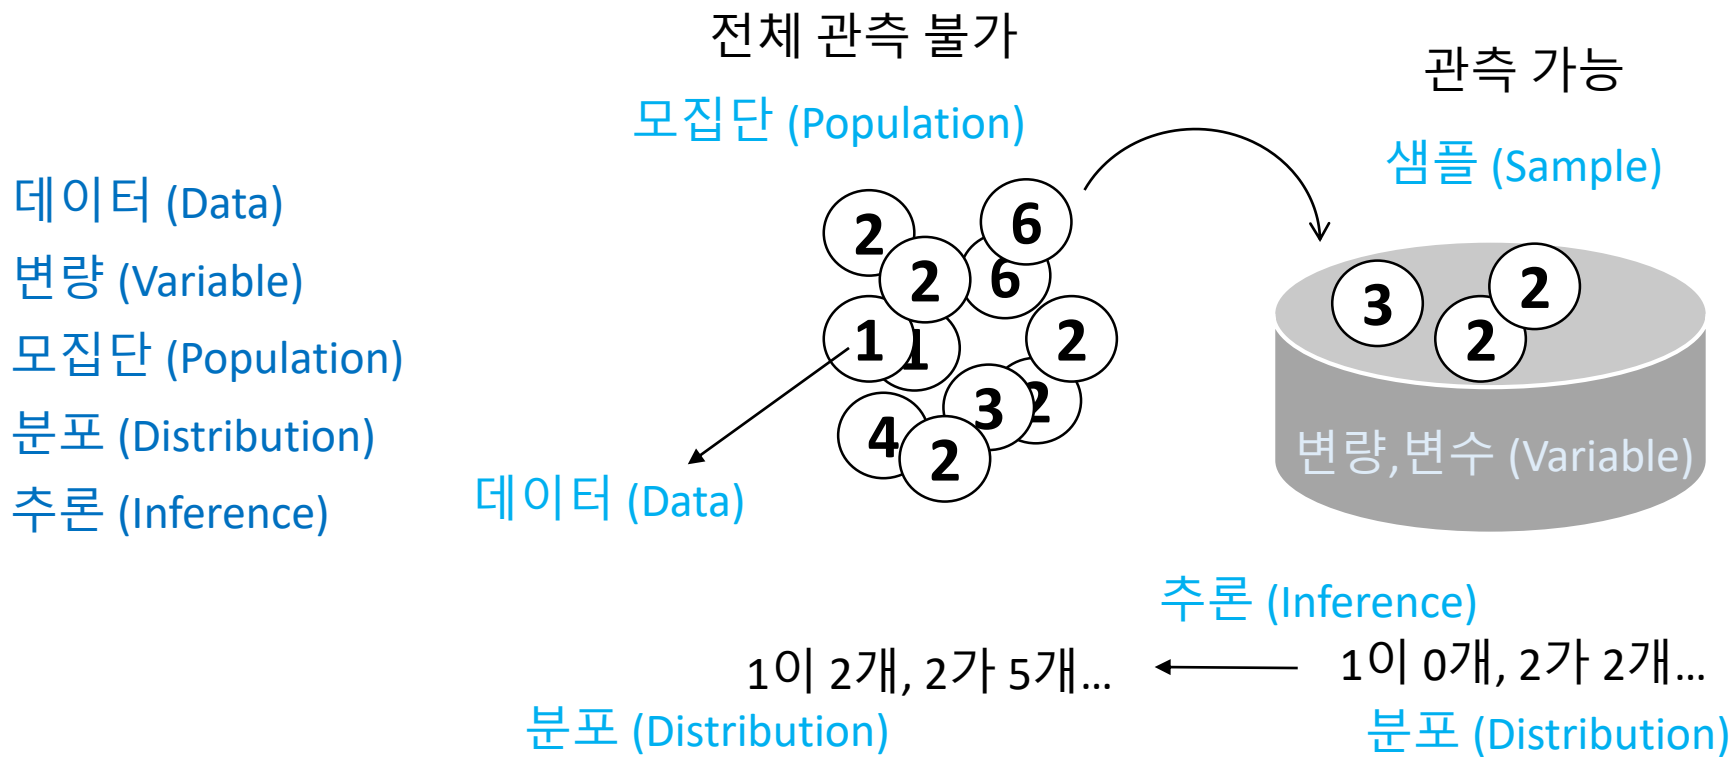 전체 관측 불가
관측 가능
모집단 (Population)
샘플 (Sample)
데이터 (Data)
변량 (Variable)
모집단 (Population)
분포 (Distribution)
추론 (Inference)
2
6
2
6
1
1
2
3
2
4
2
3
2
2
변량,변수 (Variable)
데이터 (Data)
추론 (Inference)
1이 2개, 2가 5개...
1이 0개, 2가 2개...
분포 (Distribution)
분포 (Distribution)